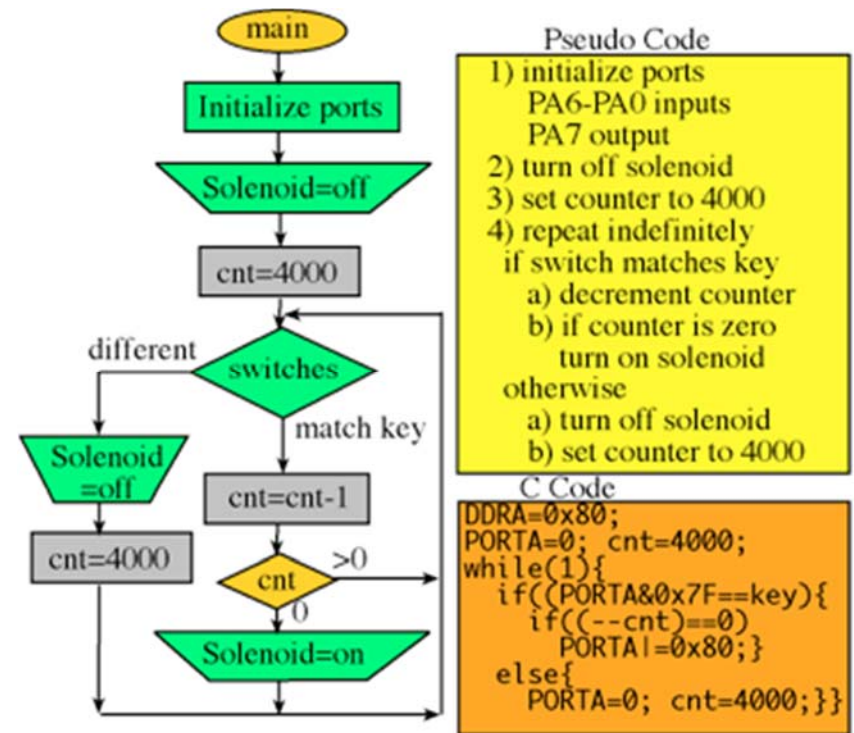 main
Initialize ports
Solenoid=off
cnt=4000
different
switches
match key
Solenoid
=off
cnt=cnt-1
cnt=4000
>0
cnt
0
Solenoid=on
Pseudo Code
1) initialize ports
PA6-PA0 inputs
PA7 output
2) turn off solenoid
3) set counter to 4000
4) repeat indefinitely
if switch matches key
a) decrement counter
b) if counter is zero
turn on solenoid
otherwise
a) turn off solenoid
b) set counter to 4000
C Code
DDRA=0x80;
PORTA=0; cnt=4000;
while(1){
if((PORTA&0x7F==key){
if((--cnt)==0)
PORTA|=0x80;}
else{
PORTA=0; cnt=4000;}}